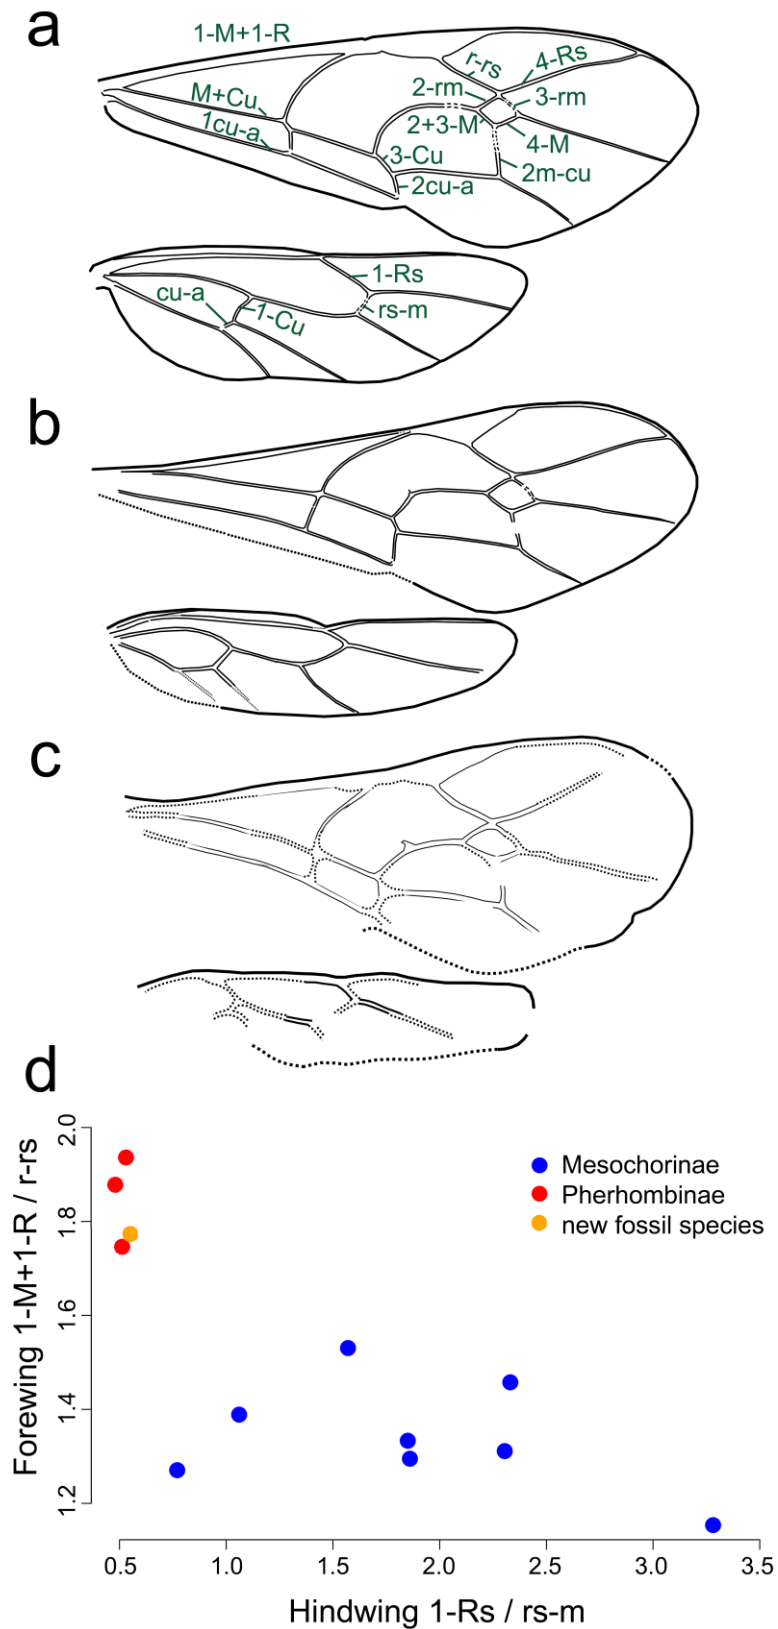 a
1-M+1-R
r-rs
4-Rs
2-rm
3-rm
M+Cu
2+3-M
1cu-a
4-M
3-Cu
2m-cu
2cu-a
1-Rs
cu-a
1-Cu
rs-m
b
c
d
Forewing 1-M+1-R / r-rs
2.0
1.8
1.6
1.4
1.2
Mesochorinae
Pherhombinae
new fossil species
0.5 1.0 1.5 2.0 2.5 3.0 3.5
Hindwing 1-Rs / rs-m